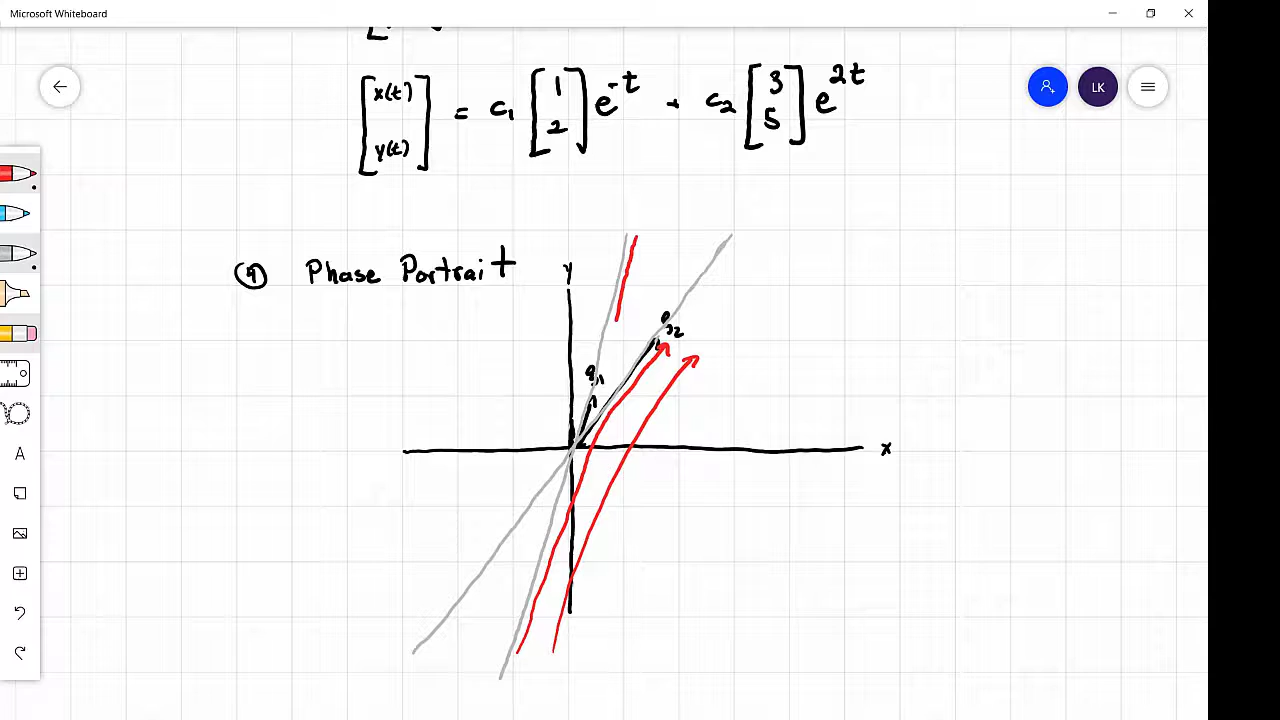 Microsoft Whiteboard
LK
[x(t) y(t)] = c1 [1 2] e^-t + c2 [3 5] e^2t
④ Phase Portrait
y
x
A